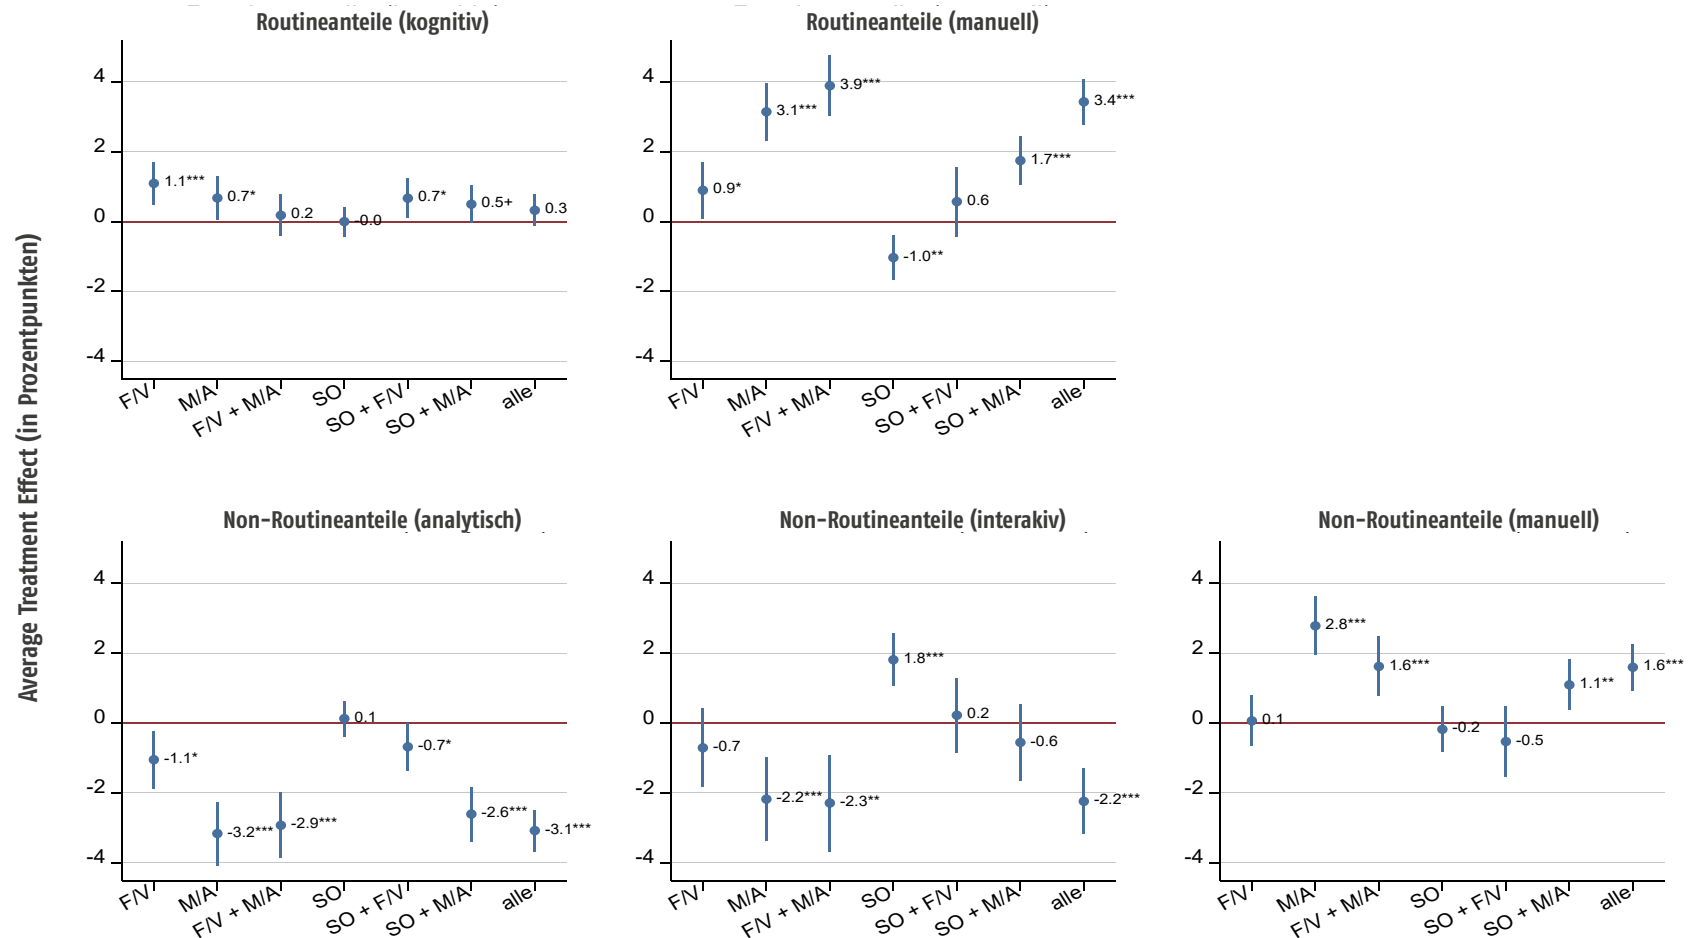 Average Treatment Effect (in Prozentpunkten)
Routineanteile (kognitiv)
4
2
0
-2
-4
1.1***
0.7*
0.2
-0.0
0.7*
0.5+
0.3
F/V
M/A
F/V + M/A
SO
SO + F/V
SO + M/A
alle
Routineanteile (manuell)
4
2
0
-2
-4
0.9*
3.1***
3.9***
-1.0**
0.6
1.7***
3.4***
F/V
M/A
F/V + M/A
SO
SO + F/V
SO + M/A
alle
Non-Routineanteile (analytisch)
4
2
0
-2
-4
-1.1*
-3.2***
-2.9***
0.1
-0.7*
-2.6***
-3.1***
F/V
M/A
F/V + M/A
SO
SO + F/V
SO + M/A
alle
Non-Routineanteile (interakiv)
4
2
0
-2
-4
-0.7
-2.2***
-2.3**
1.8***
0.2
-0.6
-2.2***
F/V
M/A
F/V + M/A
SO
SO + F/V
SO + M/A
alle
Non-Routineanteile (manuell)
4
2
0
-2
-4
0.1
2.8***
1.6***
-0.2
-0.5
1.1**
1.6***
F/V
M/A
F/V + M/A
SO
SO + F/V
SO + M/A
alle